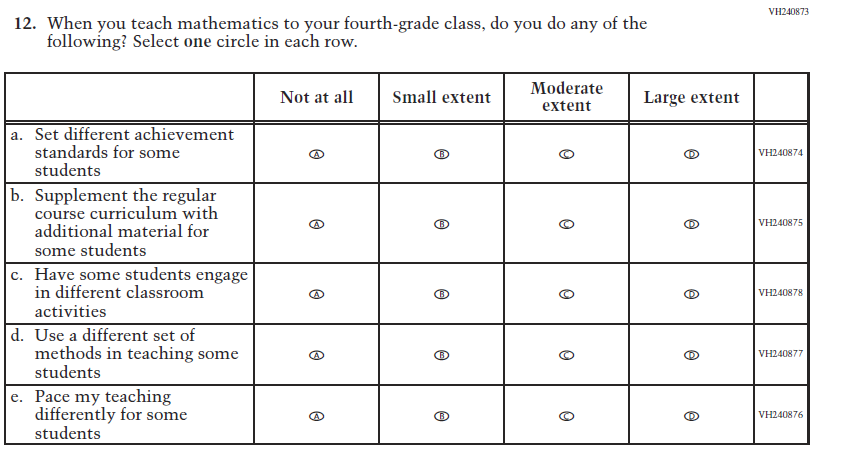 VH240873
12. When you teach mathematics to your fourth-grade class, do you do any of the
following? Select one circle in each row.
Not at all Small extent Moderate extent Large extent
a. Set different achievement
standards for some
students
A B C D VH240874
b. Supplement the regular
course curriculum with
additional material for
some students
A B C D VH240875
c. Have some students engage
in different classroom
activities
A B C D VH240878
d. Use a different set of
methods in teaching some
students
A B C D VH240877
e. Pace my teaching
differently for some
students
A B C D VH240876